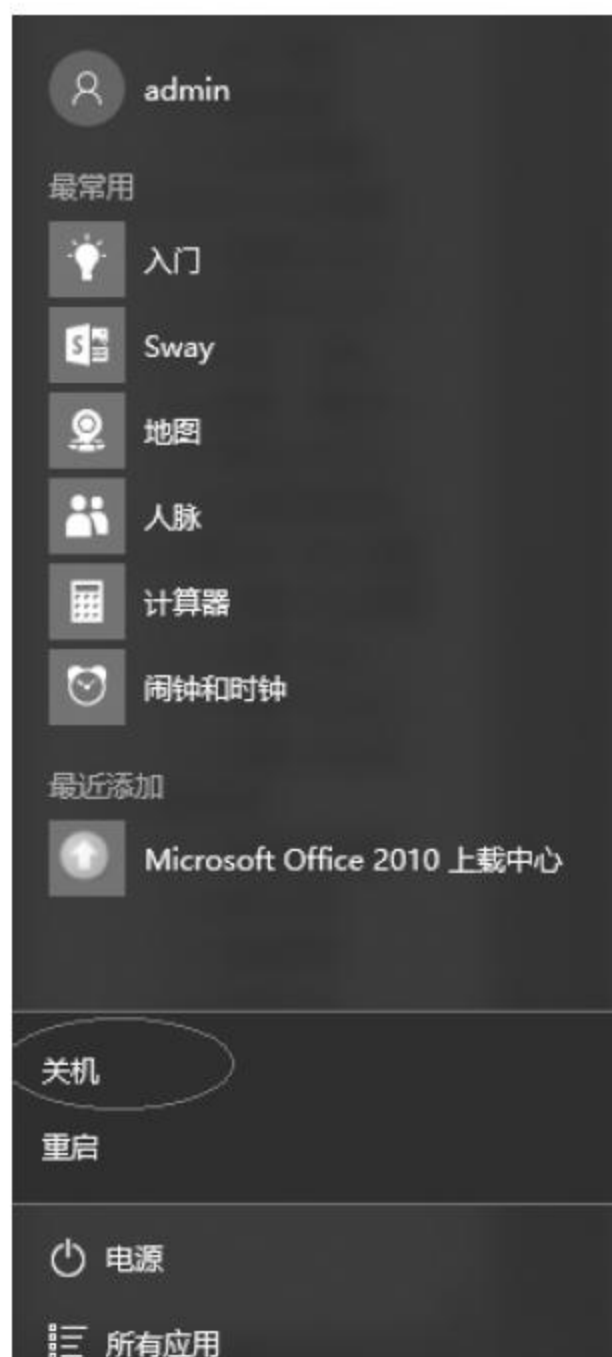 admin
最常用
入门
Sway
地图
人脉
计算器
闹钟和时钟
最近添加
Microsoft Office 2010 上载中心
关机
重启
电源
所有应用